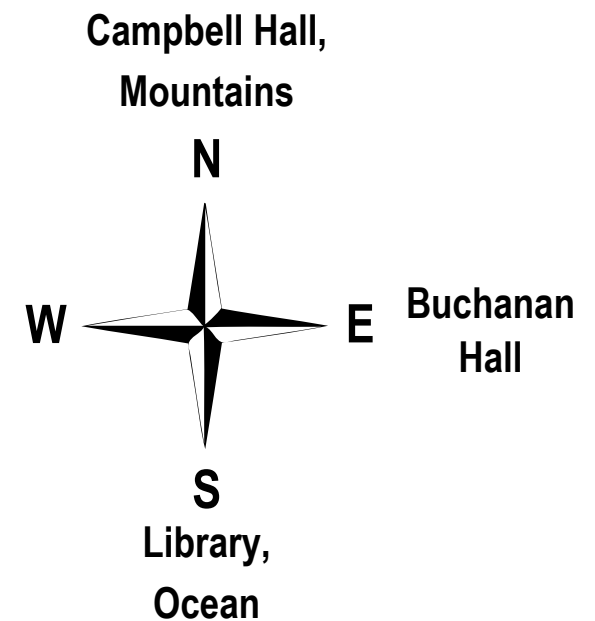 Campbell Hall,
Mountains
N
W
E
Buchanan
Hall
S
Library,
Ocean